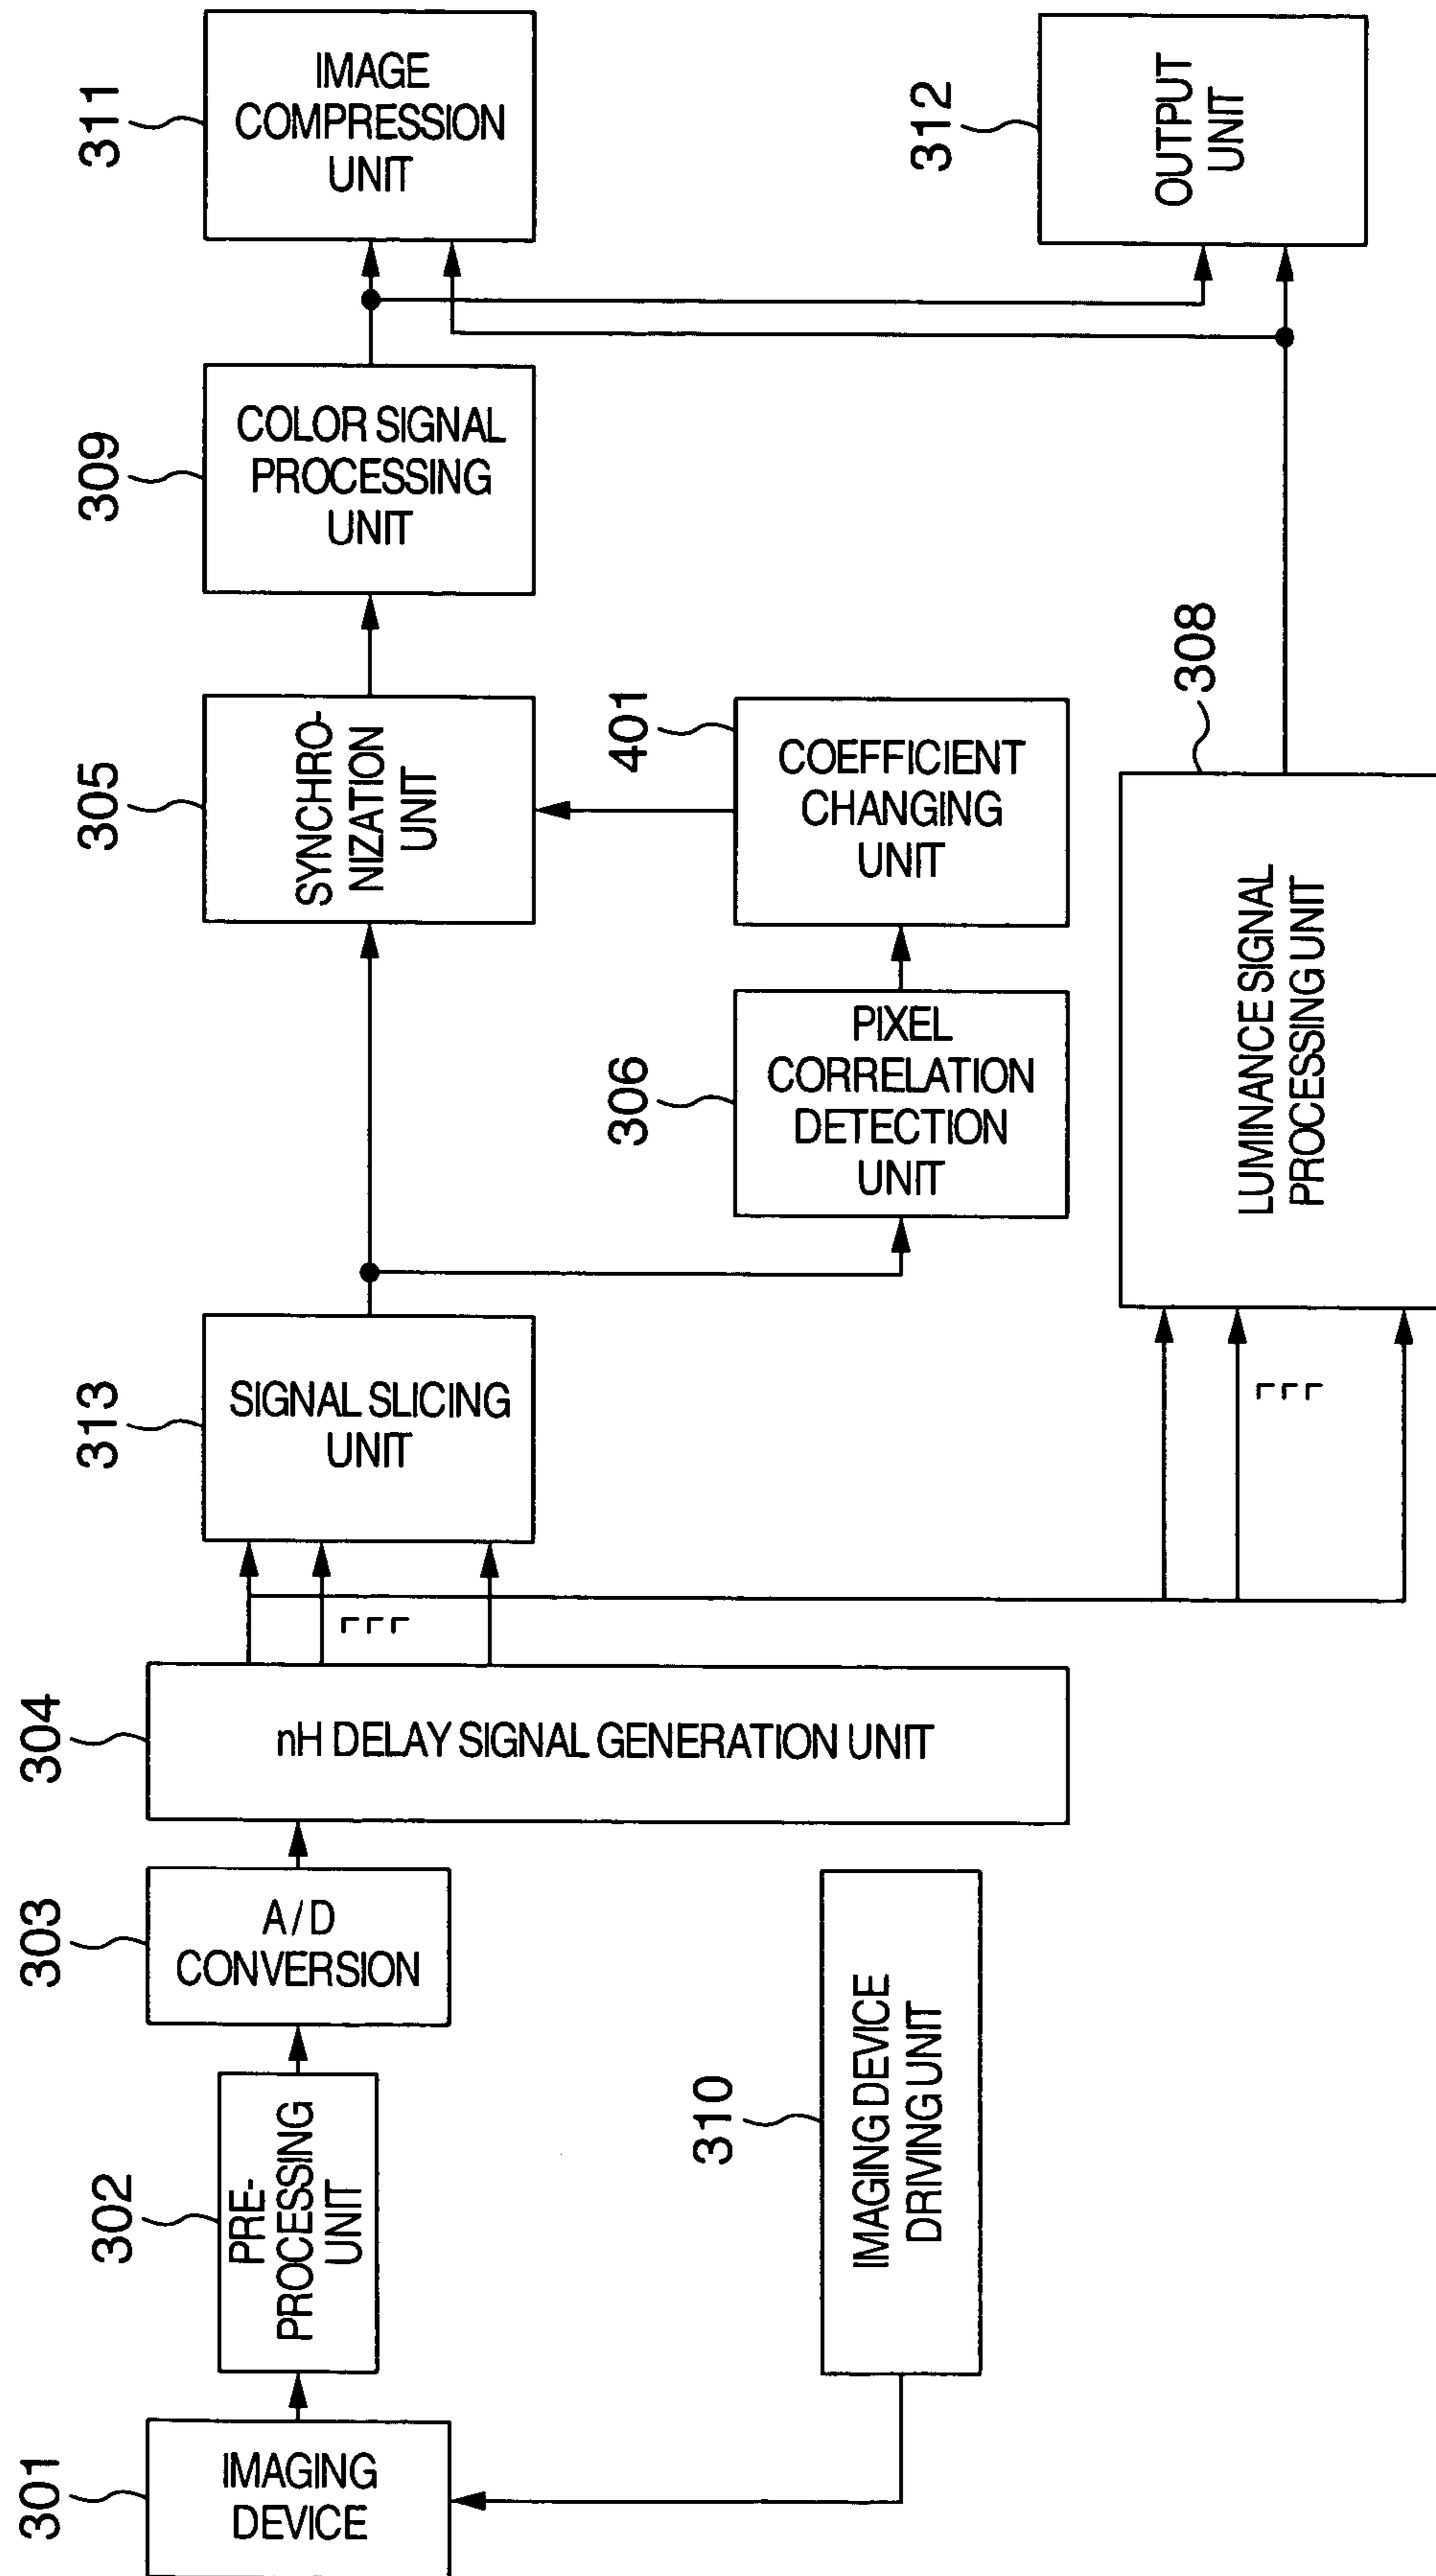 301
IMAGING
DEVICE
302
PRE-
PROCESSING
UNIT
303
A/D
CONVERSION
304
nH DELAY SIGNAL GENERATION UNIT
313
SIGNAL SLICING
UNIT
305
SYNCHRO-
NIZATION
UNIT
309
COLOR SIGNAL
PROCESSING
UNIT
311
IMAGE
COMPRESSION
UNIT
310
IMAGING DEVICE
DRIVING UNIT
306
PIXEL
CORRELATION
DETECTION
UNIT
401
COEFFICIENT
CHANGING
UNIT
308
LUMINANCE SIGNAL
PROCESSING UNIT
312
OUTPUT
UNIT